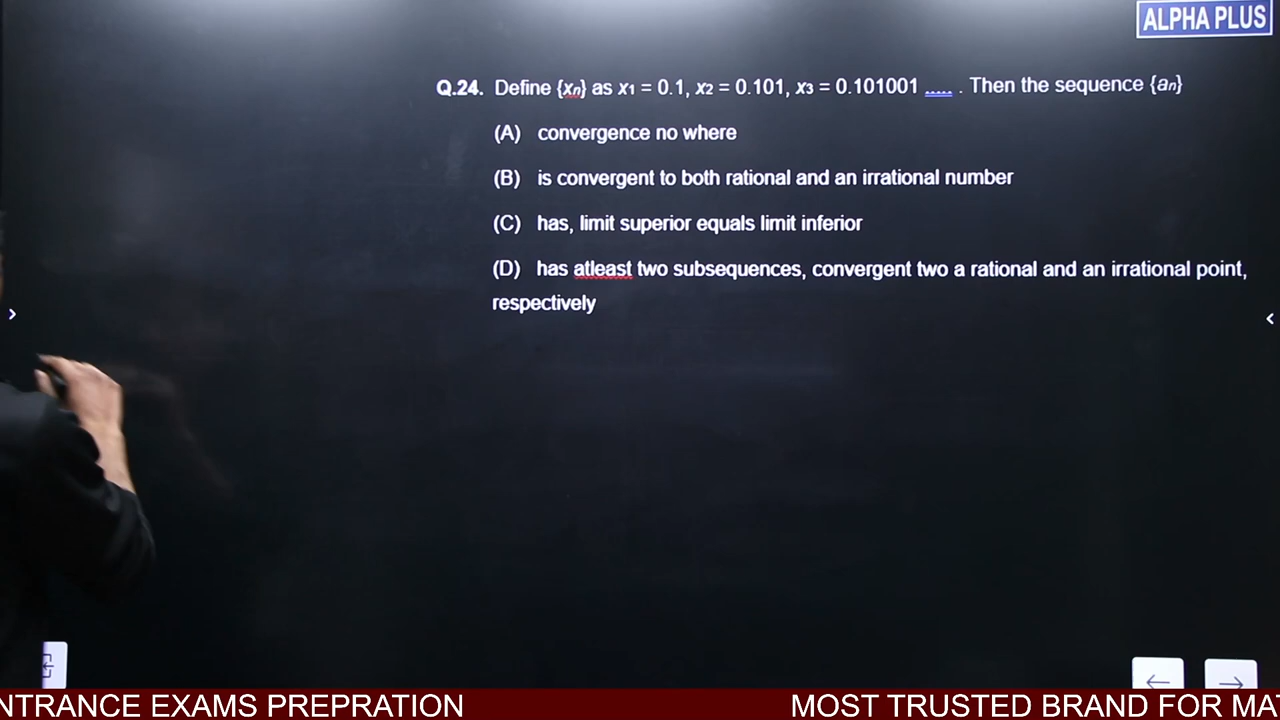 ALPHA PLUS
Q.24. Define {xn} as x1 = 0.1, x2 = 0.101, x3 = 0.101001 ..... . Then the sequence {an}
(A) convergence no where
(B) is convergent to both rational and an irrational number
(C) has, limit superior equals limit inferior
(D) has atleast two subsequences, convergent two a rational and an irrational point,
respectively
NTRANCE EXAMS PREPRATION MOST TRUSTED BRAND FOR MA